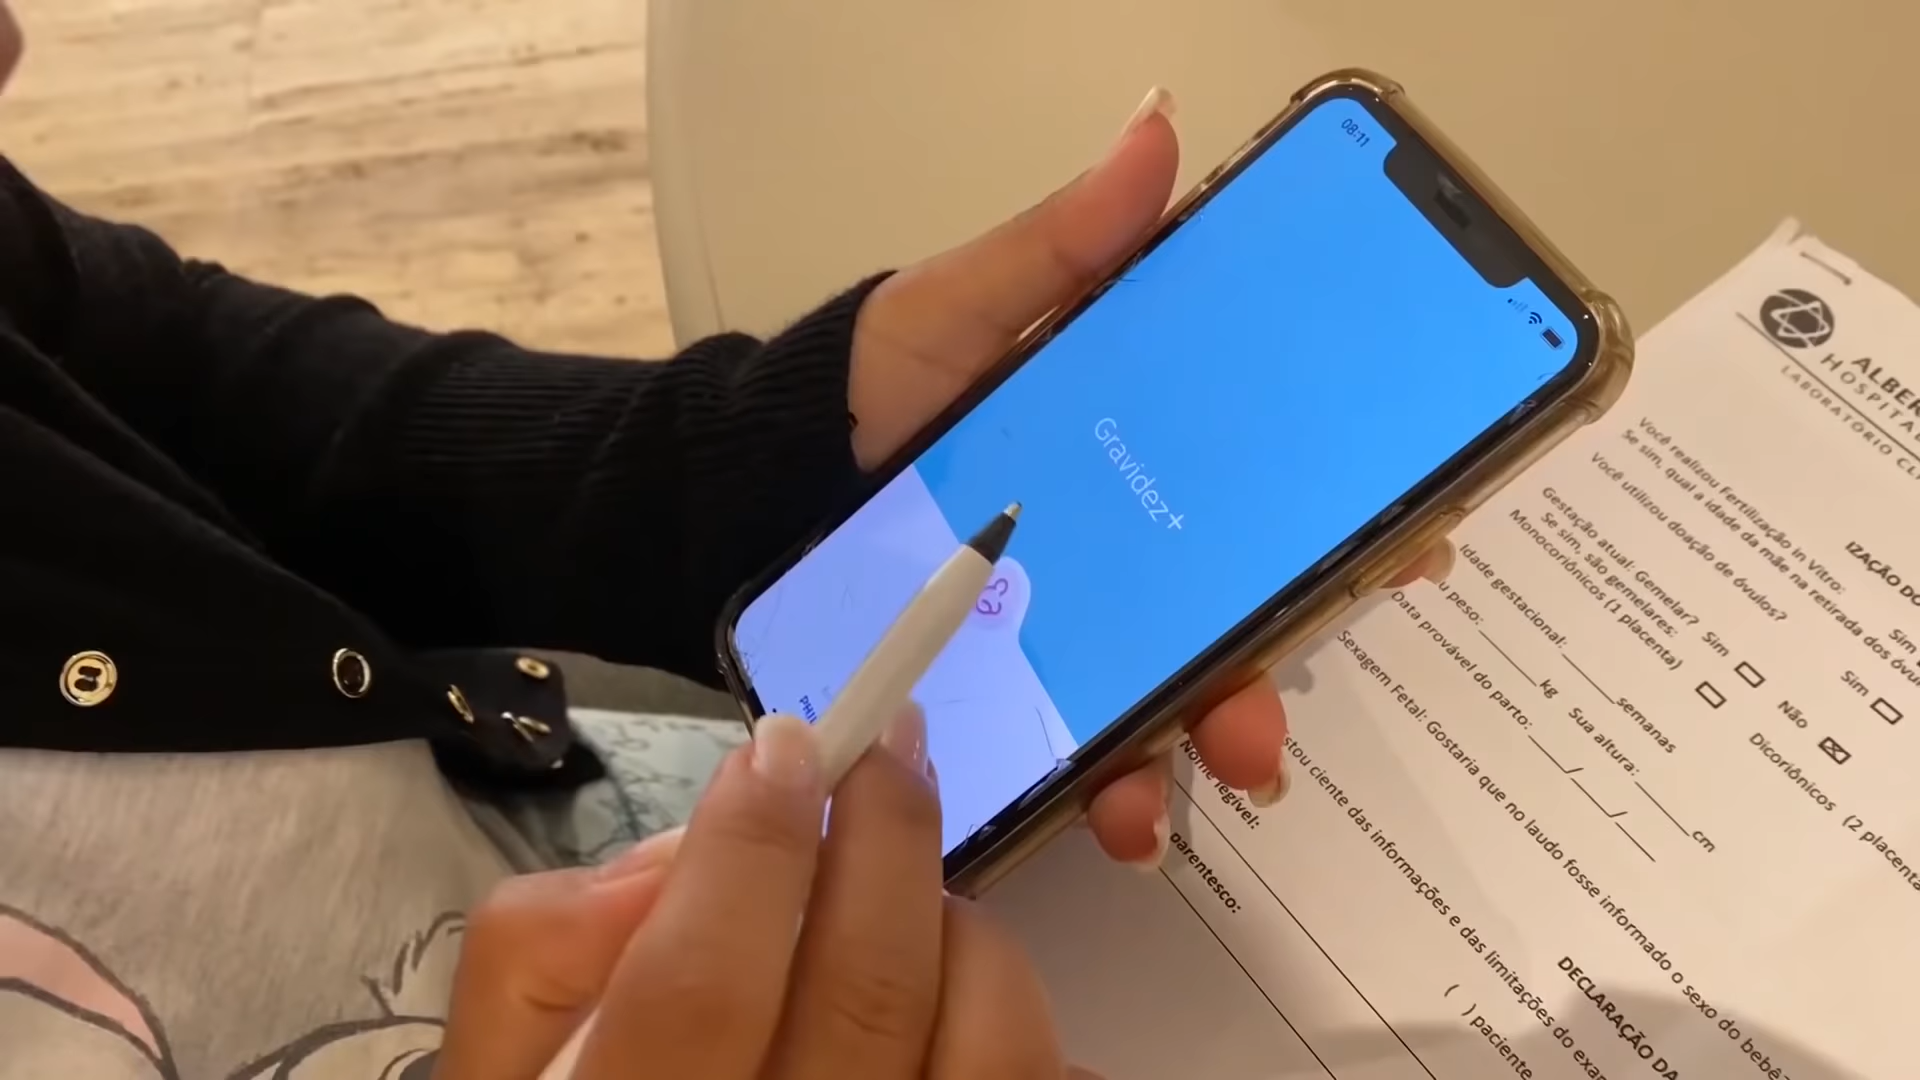 08:11
Gravidez+
ALBER
HOSPITA
LABORATÓRIO CL
IZAÇÃO DO
Você realizou Fertilização in Vitro: Sim
Se sim, qual a idade da mãe na retirada dos óvu
Você utilizou doação de óvulos? Sim
Gestação atual: Gemelar? Sim Não
Se sim, são gemelares:
Monocoriônicos (1 placenta) Dicoriônicos (2 placenta
Idade gestacional: semanas
u peso: kg Sua altura: cm
Data provável do parto: / /
Sexagem Fetal: Gostaria que no laudo fosse informado o sexo do bebê?
stou ciente das informações e das limitações do exa
Nome legível:
parentesco:
( ) paciente
DECLARAÇÃO DA